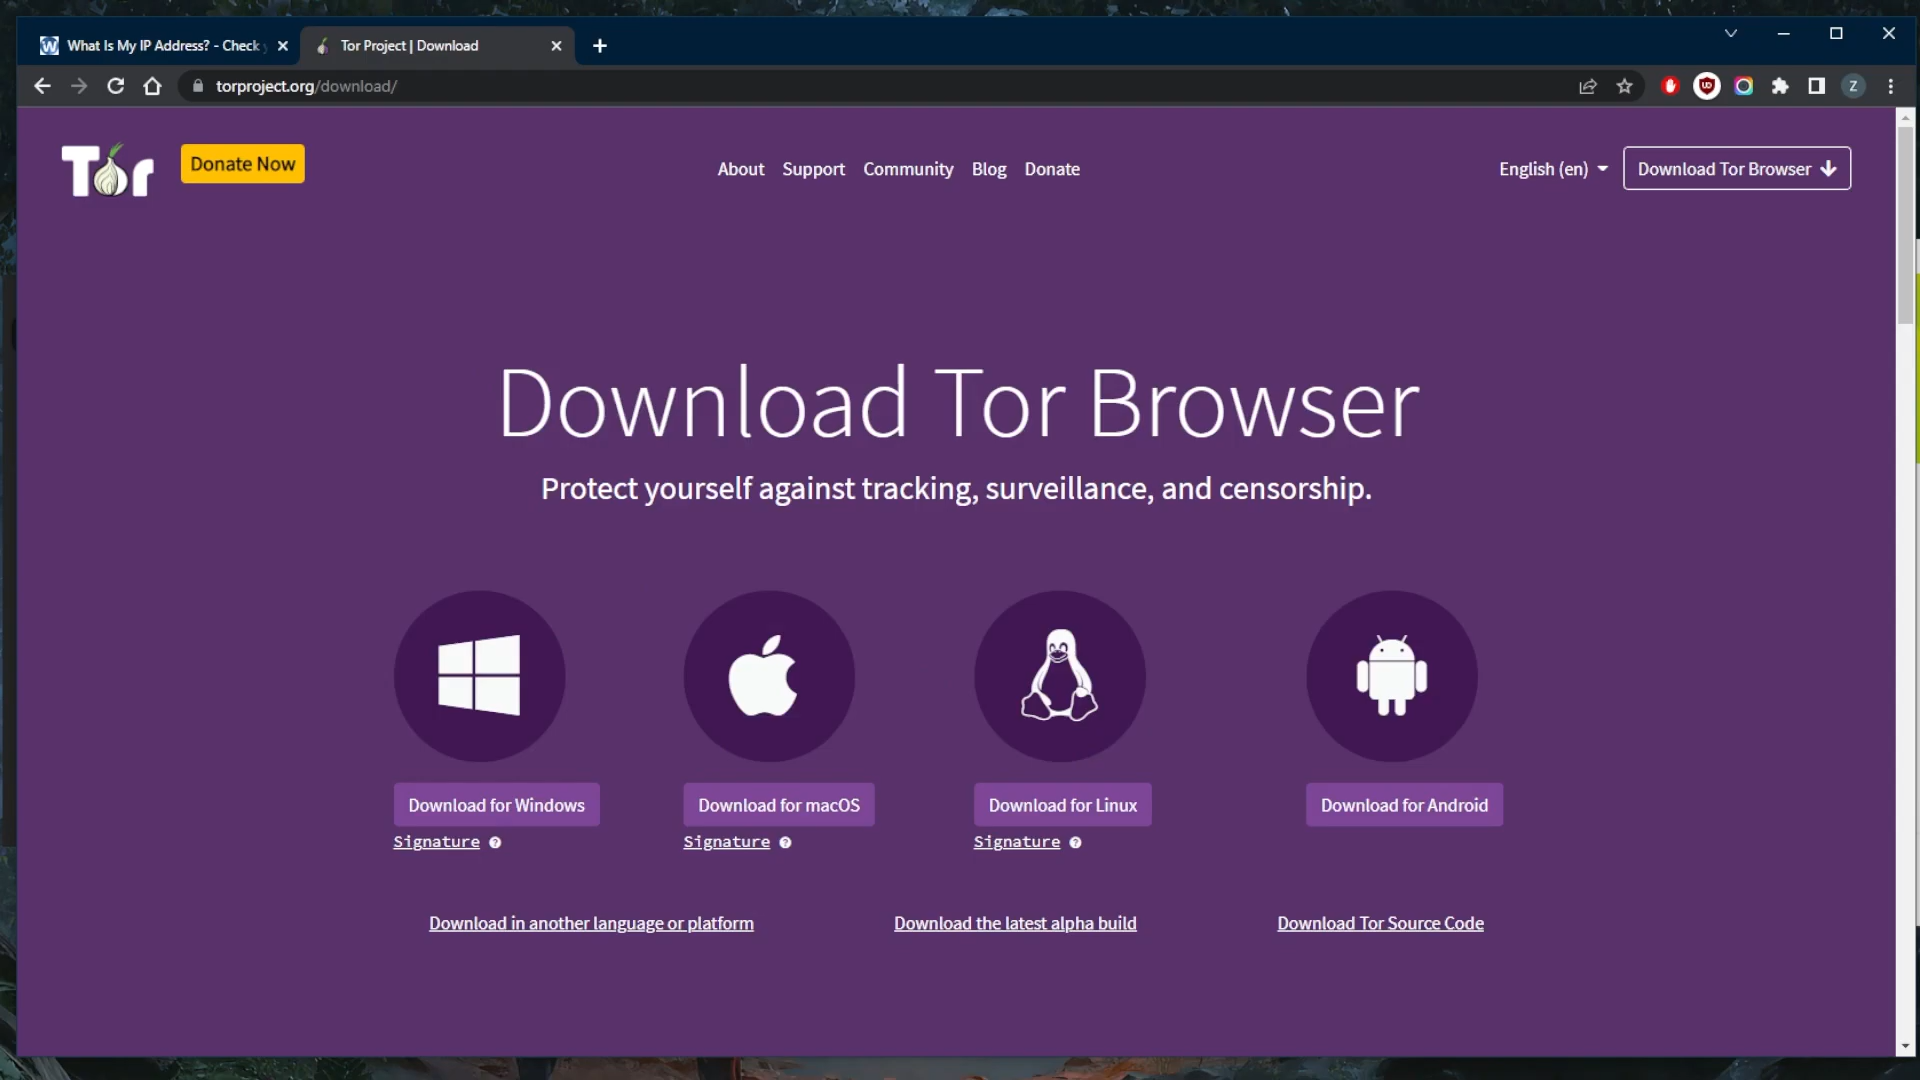 What Is My IP Address? - Check
Tor Project | Download
torproject.org/download/
Z
Tor
Donate Now
About Support Community Blog Donate
English (en)
Download Tor Browser
Download Tor Browser
Protect yourself against tracking, surveillance, and censorship.
Download for Windows
Signature ?
Download for macOS
Signature ?
Download for Linux
Signature ?
Download for Android
Download in another language or platform
Download the latest alpha build
Download Tor Source Code